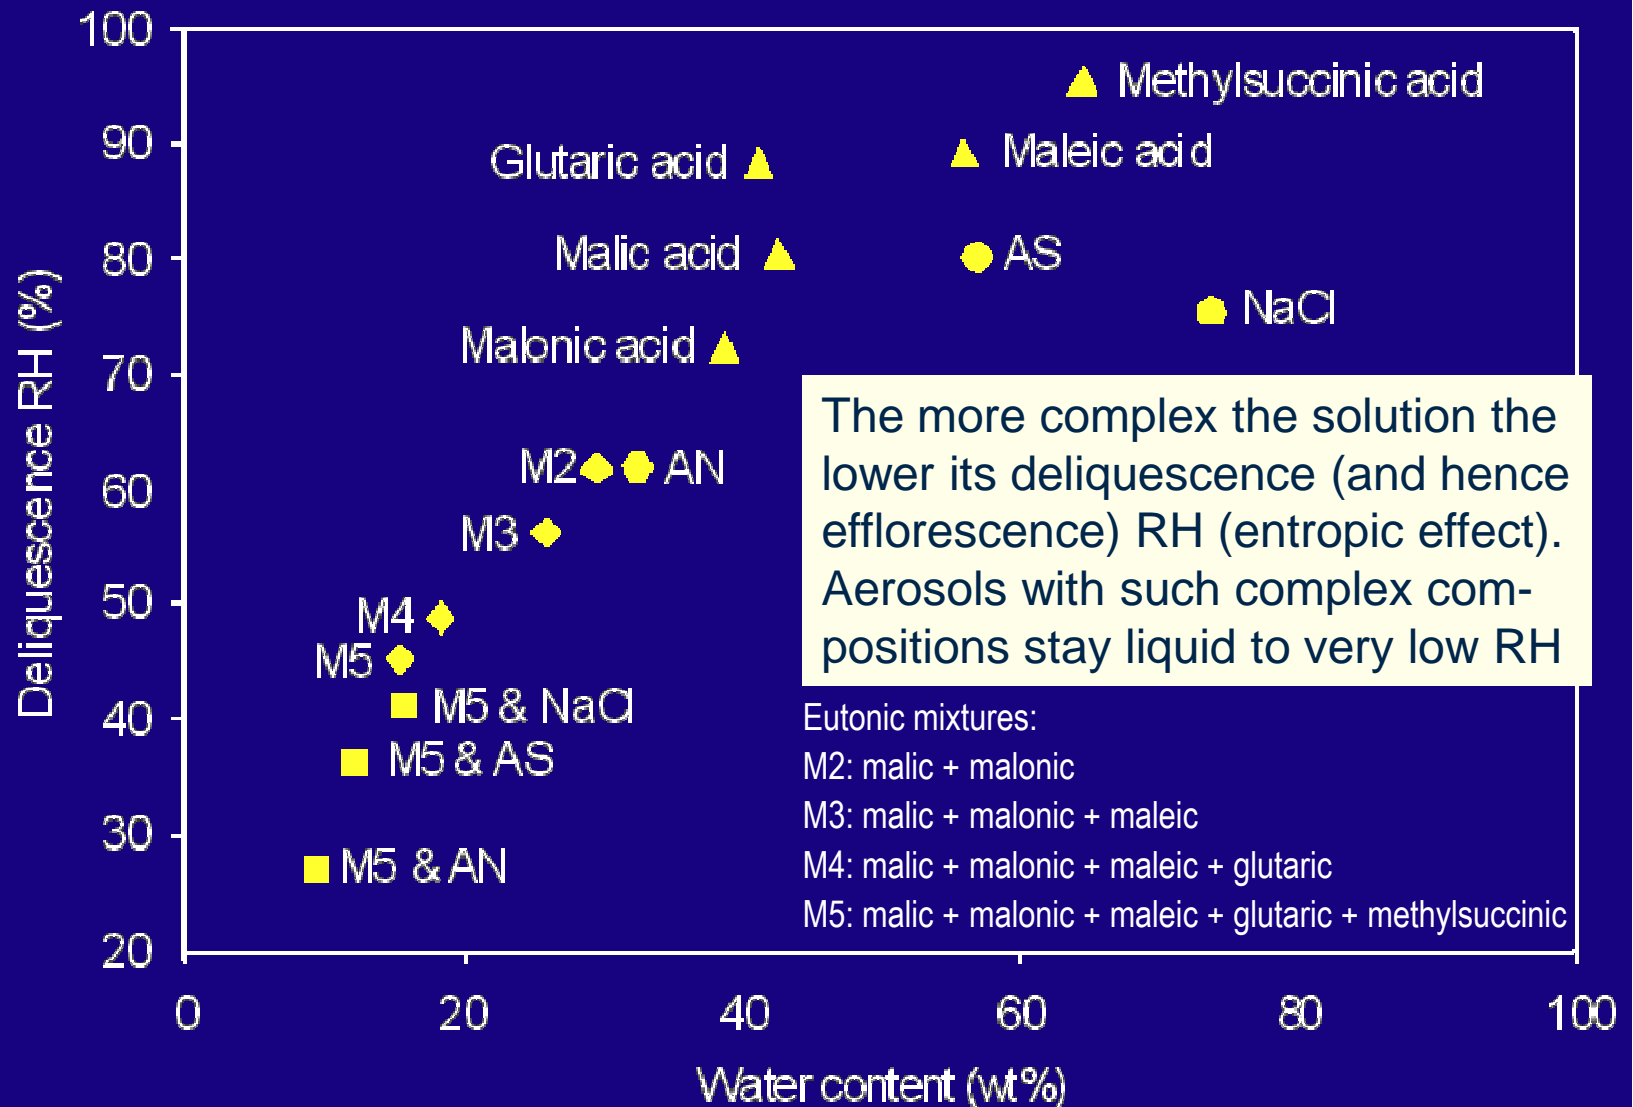 100
90
80
70
60
50
40
30
20
Deliquescence RH (%)
Methylsuccinic acid
Glutaric acid
Maleic acid
Malic acid
AS
NaCl
Malonic acid
M2
AN
M3
M4
M5
M5 & NaCl
M5 & AS
M5 & AN
The more complex the solution the
lower its deliquescence (and hence
efflorescence) RH (entropic effect).
Aerosols with such complex com-
positions stay liquid to very low RH
Eutonic mixtures:
M2: malic + malonic
M3: malic + malonic + maleic
M4: malic + malonic + maleic + glutaric
M5: malic + malonic + maleic + glutaric + methylsuccinic
0 20 40 60 80 100
Water content (wt%)